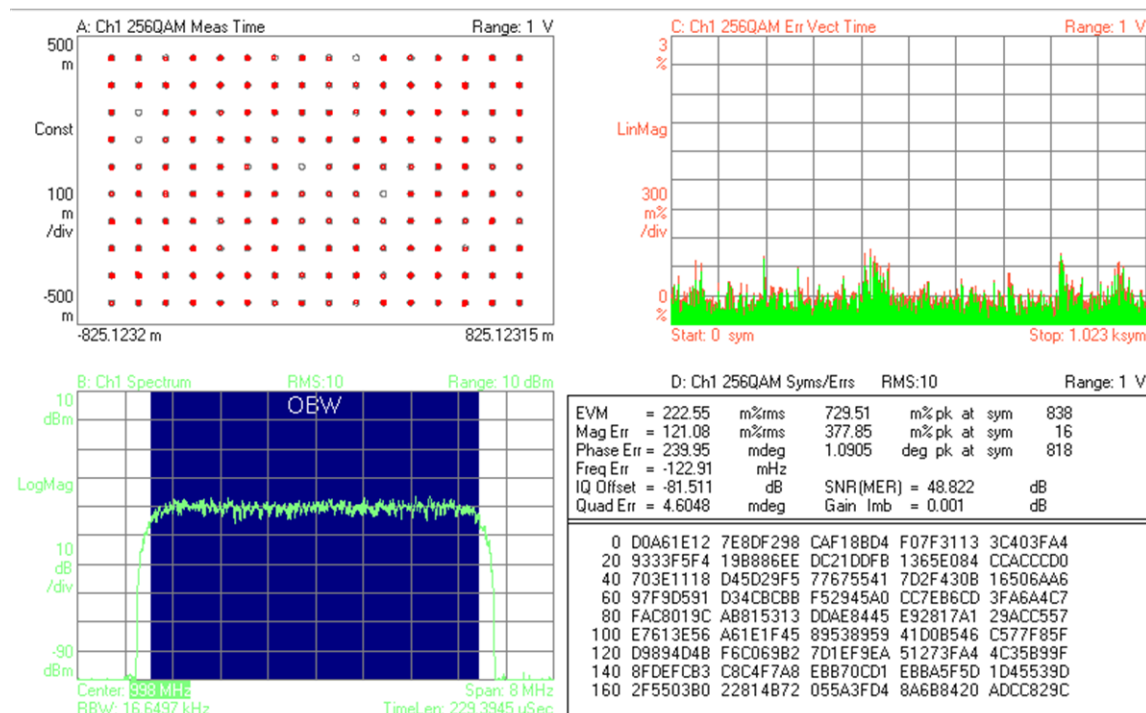 A: Ch1 256QAM Meas Time Range: 1 V
500
m
Const
100
m
/div
-500
m
-825.1232 m 825.12315 m
C: Ch1 256QAM Err Vect Time Range: 1 V
3
%
LinMag
300
m%
/div
0
%
Start: 0 sym Stop: 1.023 ksym
B: Ch1 Spectrum RMS:10 Range: 10 dBm
10
dBm
OBW
LogMag
10
dB
/div
-90
dBm
Center: 998 MHz Span: 8 MHz
RBW: 16.6497 kHz TimeLen: 229.3945 uSec
D: Ch1 256QAM Syms/Errs RMS:10 Range: 1 V
EVM = 222.55 m%rms 729.51 m% pk at sym 838
Mag Err = 121.08 m%rms 377.85 m% pk at sym 16
Phase Err = 239.95 mdeg 1.0905 deg pk at sym 818
Freq Err = -122.91 mHz
IQ Offset = -81.511 dB SNR(MER) = 48.822 dB
Quad Err = 4.6048 mdeg Gain Imb = 0.001 dB
0 D0A61E12 7E8DF298 CAF18BD4 F07F3113 3C403FA4
20 9333F5F4 19B886EE DC21DDFB 1365E084 CCACCCD0
40 703E1118 D45D29F5 77675541 7D2F430B 16506AA6
60 97F9D591 D34CBCBB F52945A0 CC7EB6CD 3FA6A4C7
80 FAC8019C AB815313 DDAE8445 E92817A1 29ACC557
100 E7613E56 A61E1F45 89538959 41D0B546 C577F85F
120 D9894D4B F6C069B2 7D1EF9EA 51273FA4 4C35B99F
140 8FDEFCB3 C8C4F7A8 EBB70CD1 EBBA5F5D 1D45539D
160 2F5503B0 22814B72 055A3FD4 8A6B8420 ADCC829C